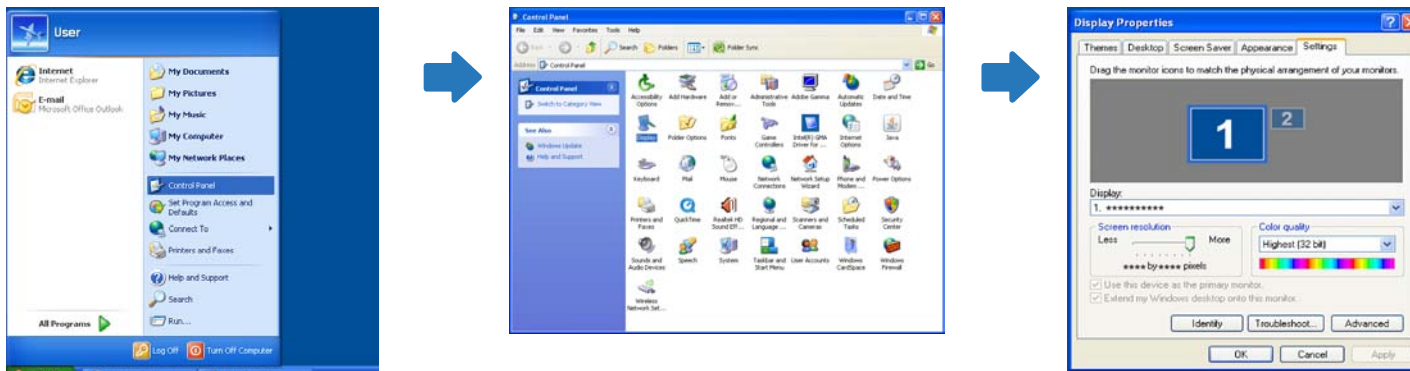 User
Internet
Internet Explorer
E-mail
Microsoft Office Outlook
All Programs
My Documents
My Pictures
My Music
My Computer
My Network Places
Control Panel
Set Program Access and
Defaults
Connect To
Printers and Faxes
Help and Support
Search
Run...
Log Off Turn Off Computer
Control Panel
File Edit View Favorites Tools Help
Back Search Folders Folder Sync
Address Control Panel Go
Control Panel
Switch to Category View
See Also
Windows Update
Help and Support
Accessibility Options
Add Hardware
Add or Remov...
Administrative Tools
Adobe Gamma
Automatic Updates
Date and Time
Display
Folder Options
Fonts
Game Controllers
Intel(R) GMA Driver for ...
Internet Options
Java
Keyboard
Mail
Mouse
Network Connections
Network Setup Wizard
Phone and Modem ...
Power Options
Printers and Faxes
QuickTime
Realtek HD Sound Eff...
Regional and Language ...
Scanners and Cameras
Scheduled Tasks
Security Center
Sounds and Audio Devices
Speech
System
Taskbar and Start Menu
User Accounts
Windows CardSpace
Windows Firewall
Wireless Network Set...
Display Properties
Themes Desktop Screen Saver Appearance Settings
Drag the monitor icons to match the physical arrangement of your monitors.
1 2
Display:
1. **********
Screen resolution
Less More
**** by **** pixels
Color quality
Highest (32 bit)
Use this device as the primary monitor.
Extend my Windows desktop onto this monitor.
Identify Troubleshoot... Advanced
OK Cancel Apply